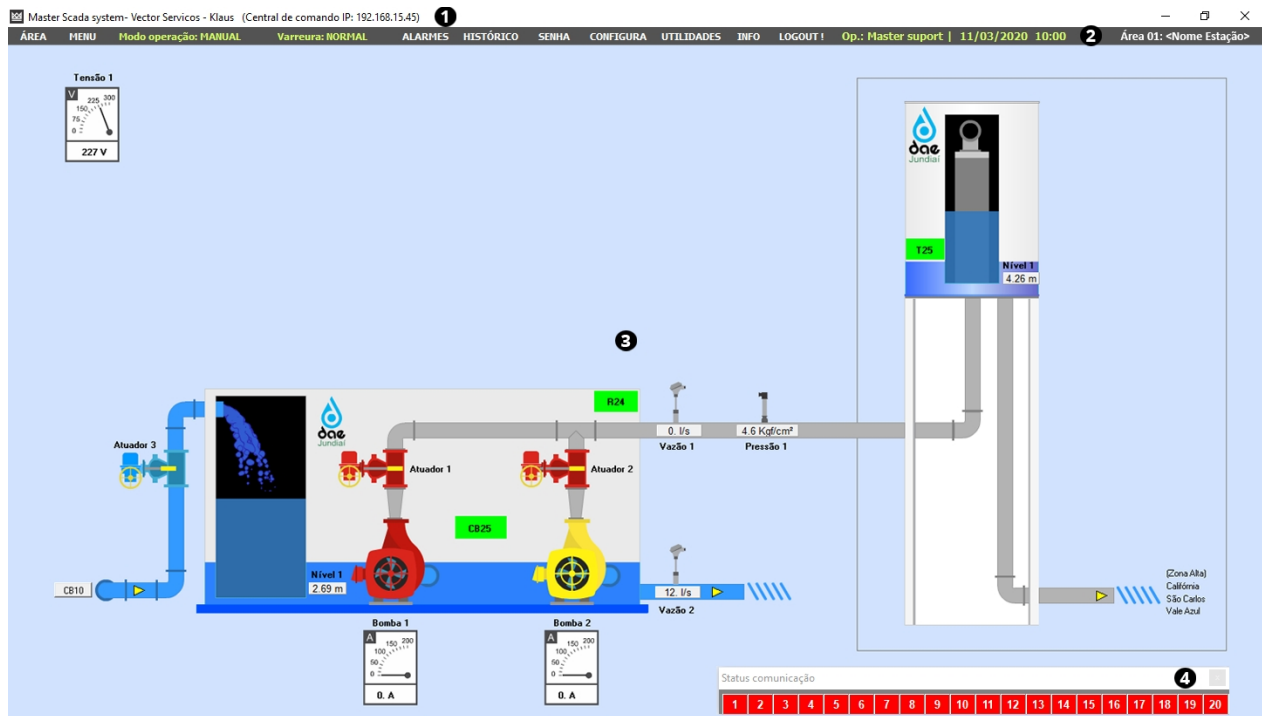 Master Scada system- Vector Servicos - Klaus (Central de comando IP: 192.168.15.45) 1
ÁREA MENU Modo operação: MANUAL Varreura: NORMAL ALARMES HISTÓRICO SENHA CONFIGURA UTILIDADES INFO LOGOUT ! Op.: Master suport | 11/03/2020 10:00 2 Área 01: <Nome Estação>
Tensão 1
V
300
225
150
75
0
227 V
dae
Jundiaí
T25
Nível 1
4.26 m
3
R24
dae
Jundiaí
0. l/s
4.6 Kgf/cm²
Vazão 1
Pressão 1
Atuador 3
Atuador 1
Atuador 2
CB25
Nível 1
2.69 m
CB10
12. l/s
Vazão 2
(Zona Alta)
Califórnia
São Carlos
Vale Azul
Bomba 1
A
200
150
100
50
0
0. A
Bomba 2
A
200
150
100
50
0
0. A
Status comunicação 4
1 2 3 4 5 6 7 8 9 10 11 12 13 14 15 16 17 18 19 20